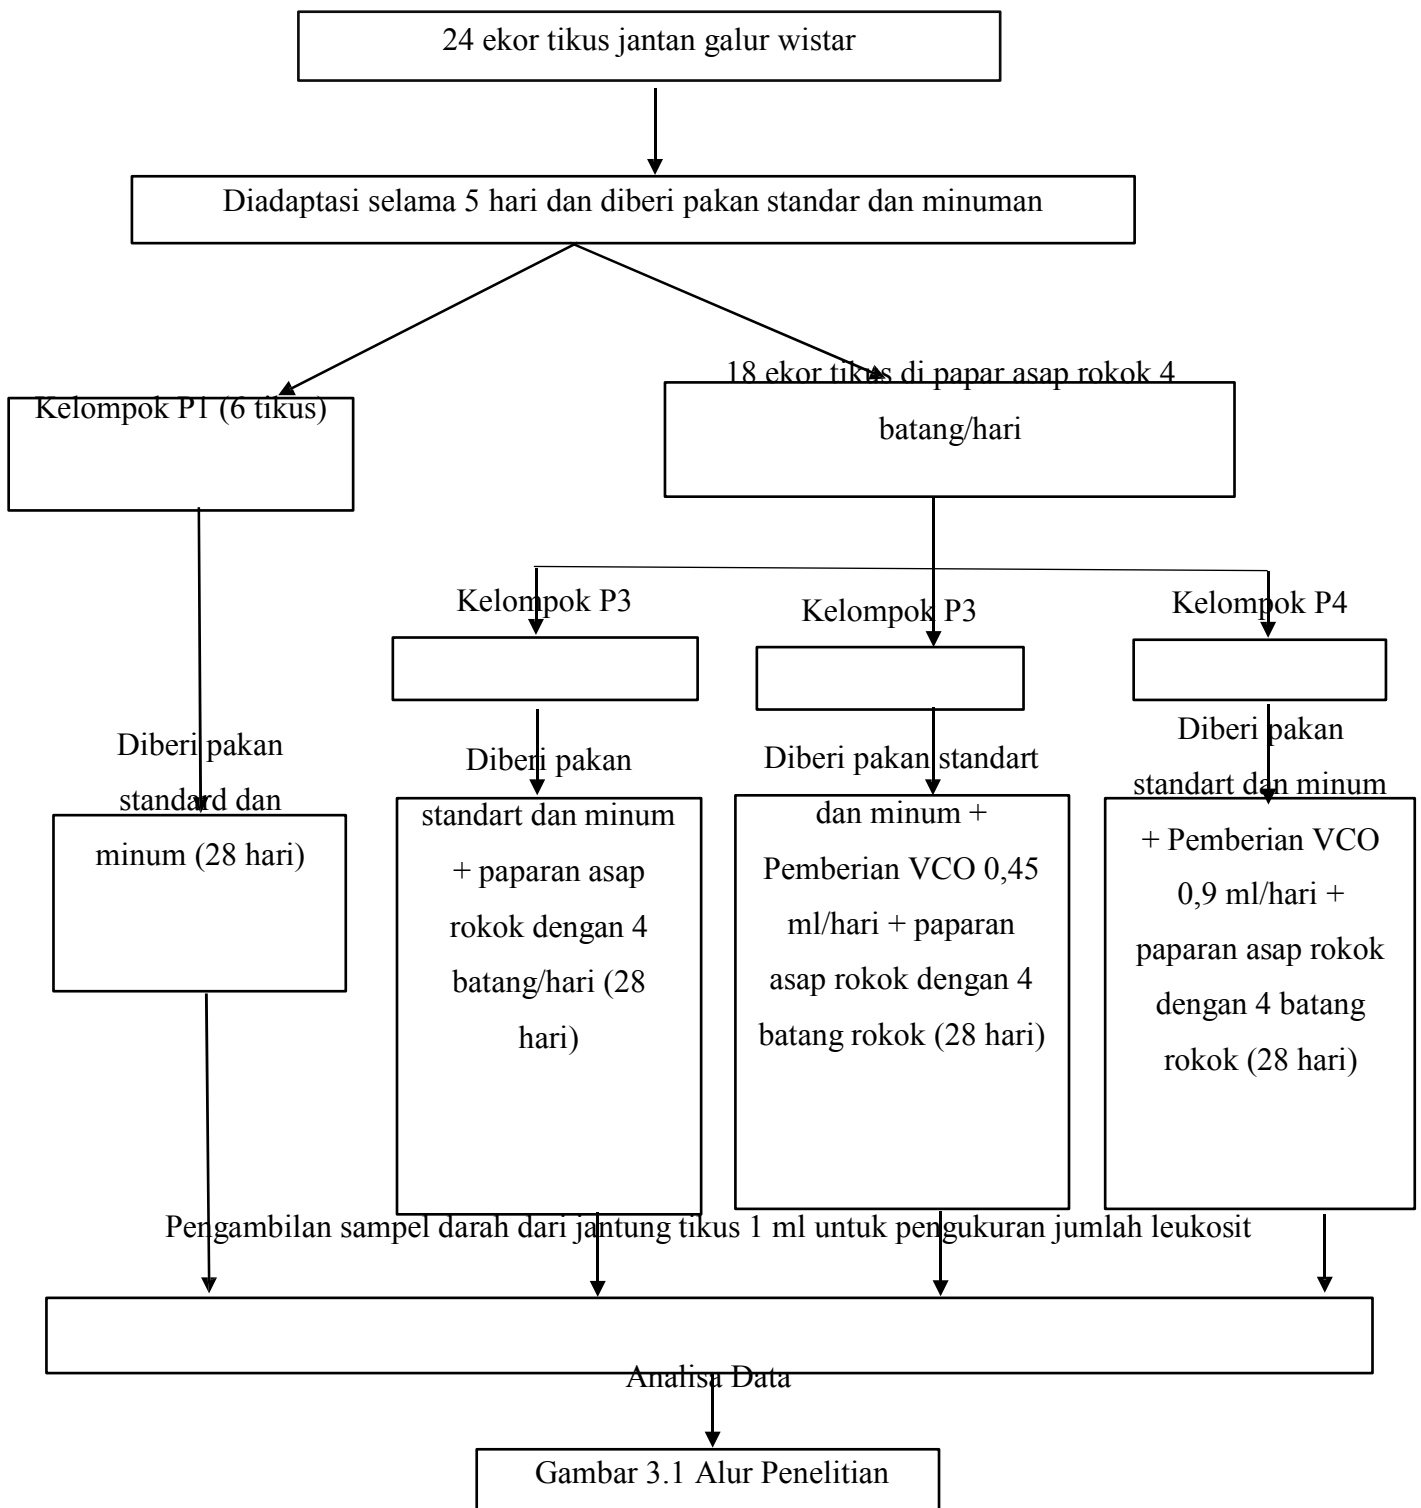 24 ekor tikus jantan galur wistar
Diadaptasi selama 5 hari dan diberi pakan standar dan minuman
Kelompok P1 (6 tikus)
18 ekor tikus di papar asap rokok 4
batang/hari
Kelompok P3
Kelompok P3
Kelompok P4
Diberi pakan
standard dan
minum (28 hari)
Diberi pakan
standart dan minum
+ paparan asap
rokok dengan 4
batang/hari (28
hari)
Diberi pakan standart
dan minum +
Pemberian VCO 0,45
ml/hari + paparan
asap rokok dengan 4
batang rokok (28 hari)
Diberi pakan
standart dan minum
+ Pemberian VCO
0,9 ml/hari +
paparan asap rokok
dengan 4 batang
rokok (28 hari)
Pengambilan sampel darah dari jantung tikus 1 ml untuk pengukuran jumlah leukosit
Analisa Data
Gambar 3.1 Alur Penelitian